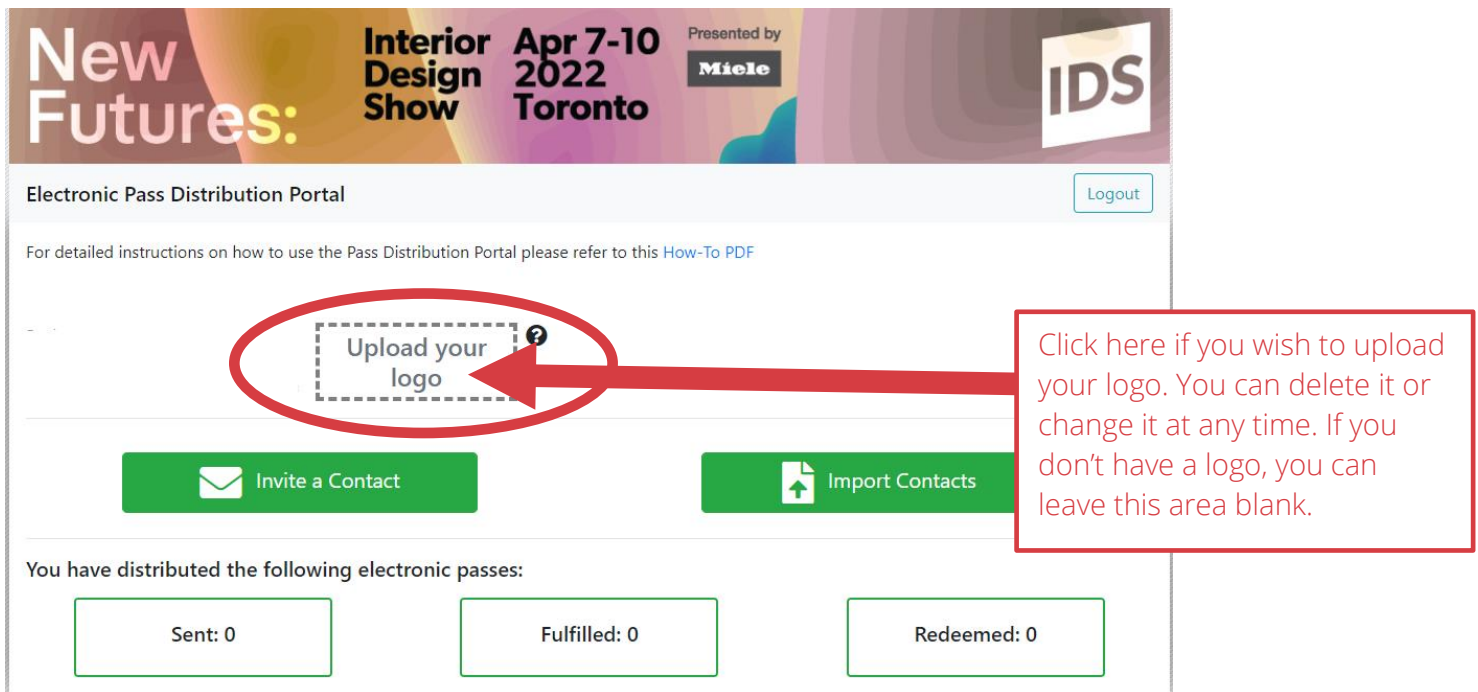 New
Futures:
Interior
Design
Show
Apr 7-10
2022
Toronto
Presented by
Miele
IDS
Electronic Pass Distribution Portal
Logout
For detailed instructions on how to use the Pass Distribution Portal please refer to this How-To PDF
Upload your
logo
?
Click here if you wish to upload
your logo. You can delete it or
change it at any time. If you
don’t have a logo, you can
leave this area blank.
Invite a Contact
Import Contacts
You have distributed the following electronic passes:
Sent: 0
Fulfilled: 0
Redeemed: 0